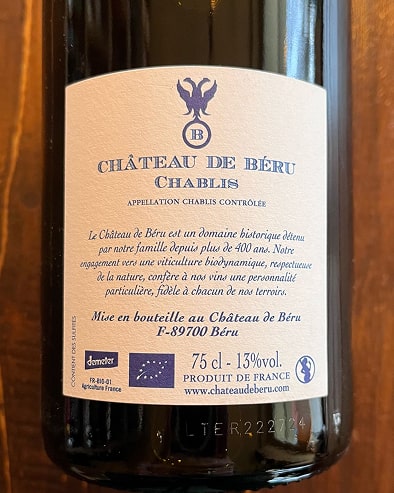 B
CHÂTEAU DE BÉRU
CHABLIS
APPELLATION CHABLIS CONTRÔLÉE
Le Château de Béru est un domaine historique détenu
par notre famille depuis plus de 400 ans. Notre
engagement vers une viticulture biodynamique, respectueuse
de la nature, confère à nos vins une personnalité
particulière, fidèle à chacun de nos terroirs.
Mise en bouteille au Château de Béru
F-89700 Béru
CONTIENT DES SULFITES
demeter
FR-BIO-01
Agriculture France
75 cl - 13%vol.
PRODUIT DE FRANCE
www.chateaudeberu.com
LTER222724